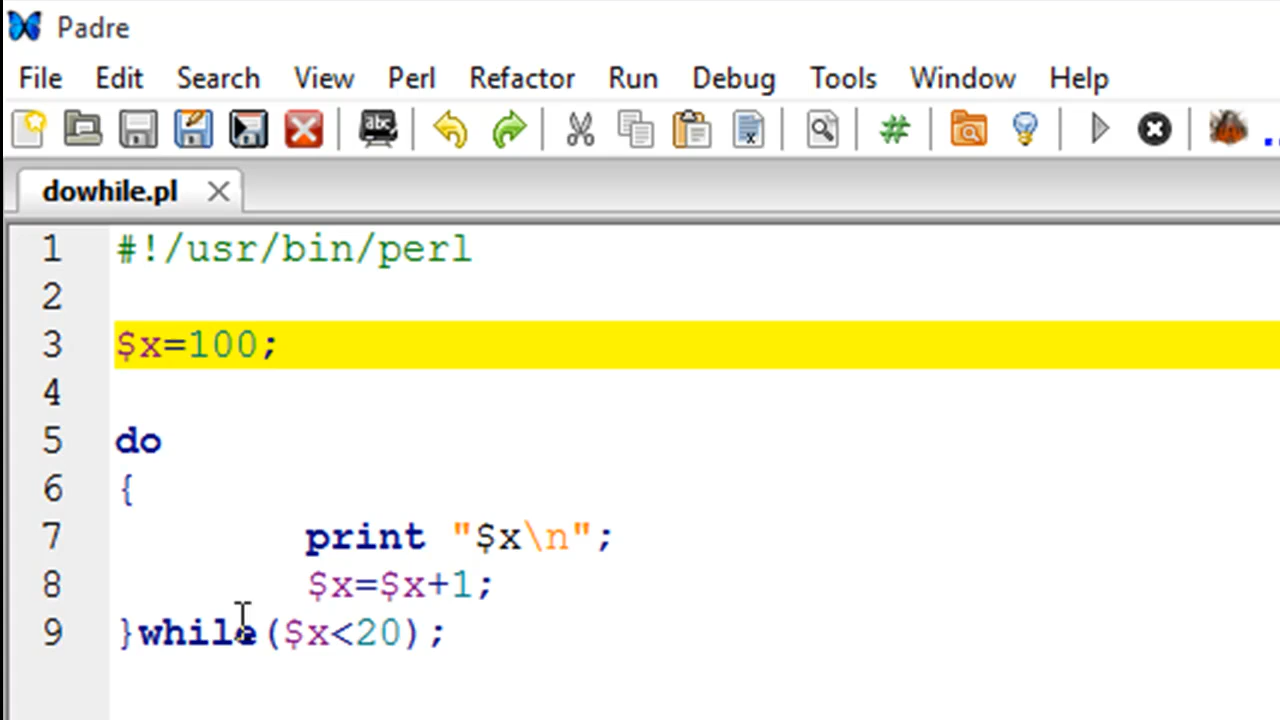 Padre
File Edit Search View Perl Refactor Run Debug Tools Window Help
abc
dowhile.pl
1 #!/usr/bin/perl
2
3 $x=100;
4
5 do
6 {
7 print "$x\n";
8 $x=$x+1;
9 }while($x<20);